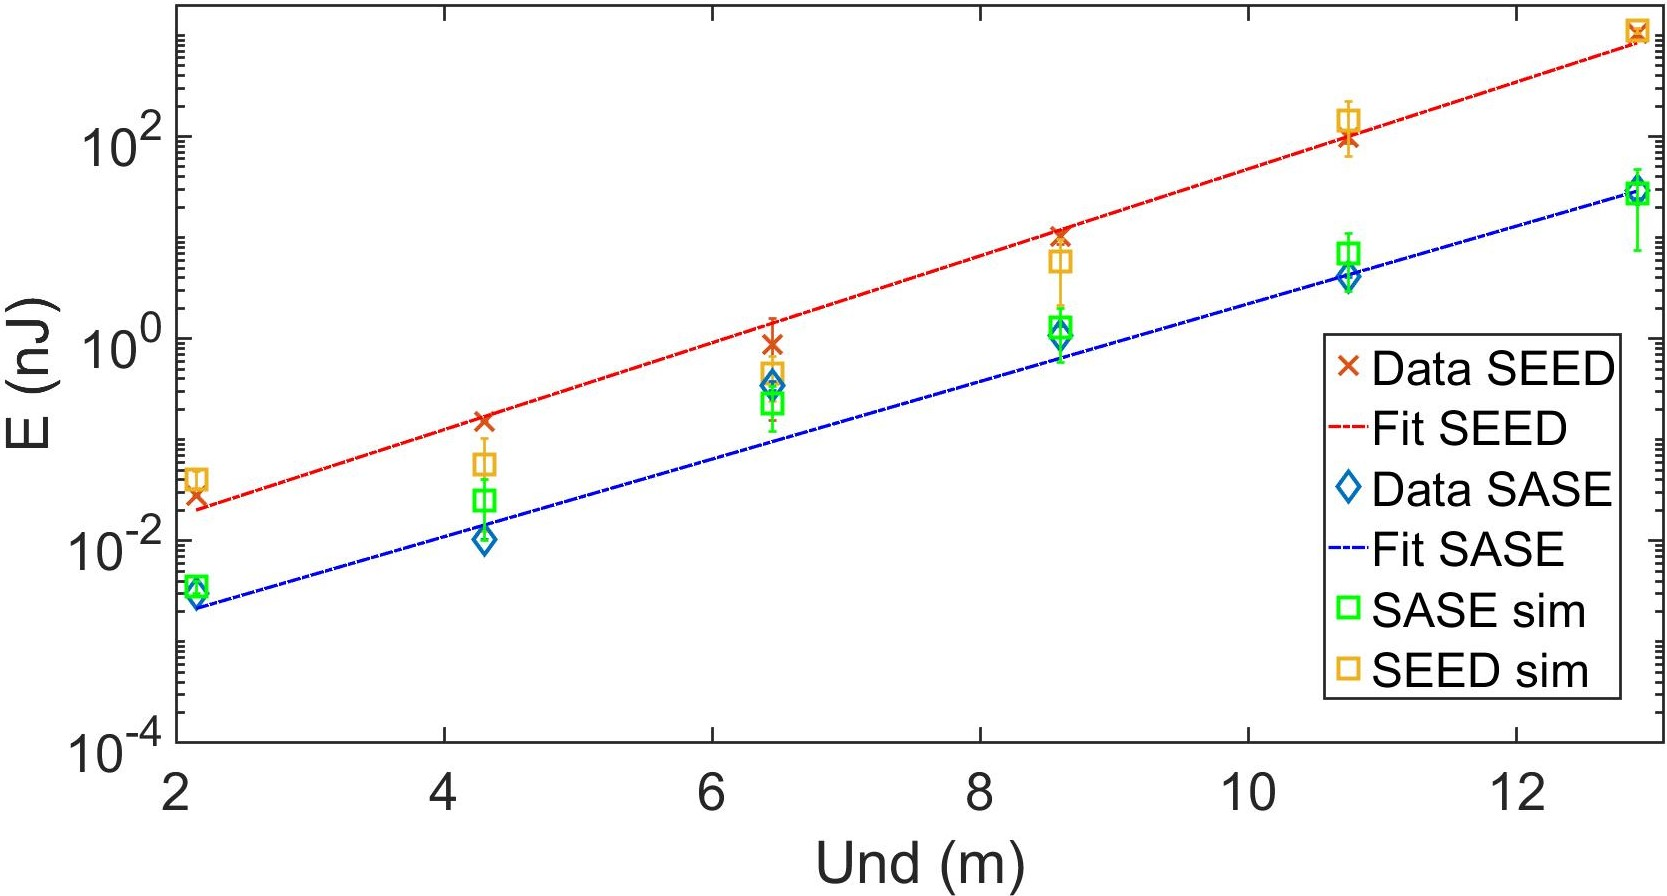 E (nJ)
10^2
10^0
10^-2
10^-4
2 4 6 8 10 12
Und (m)
Data SEED
Fit SEED
Data SASE
Fit SASE
SASE sim
SEED sim